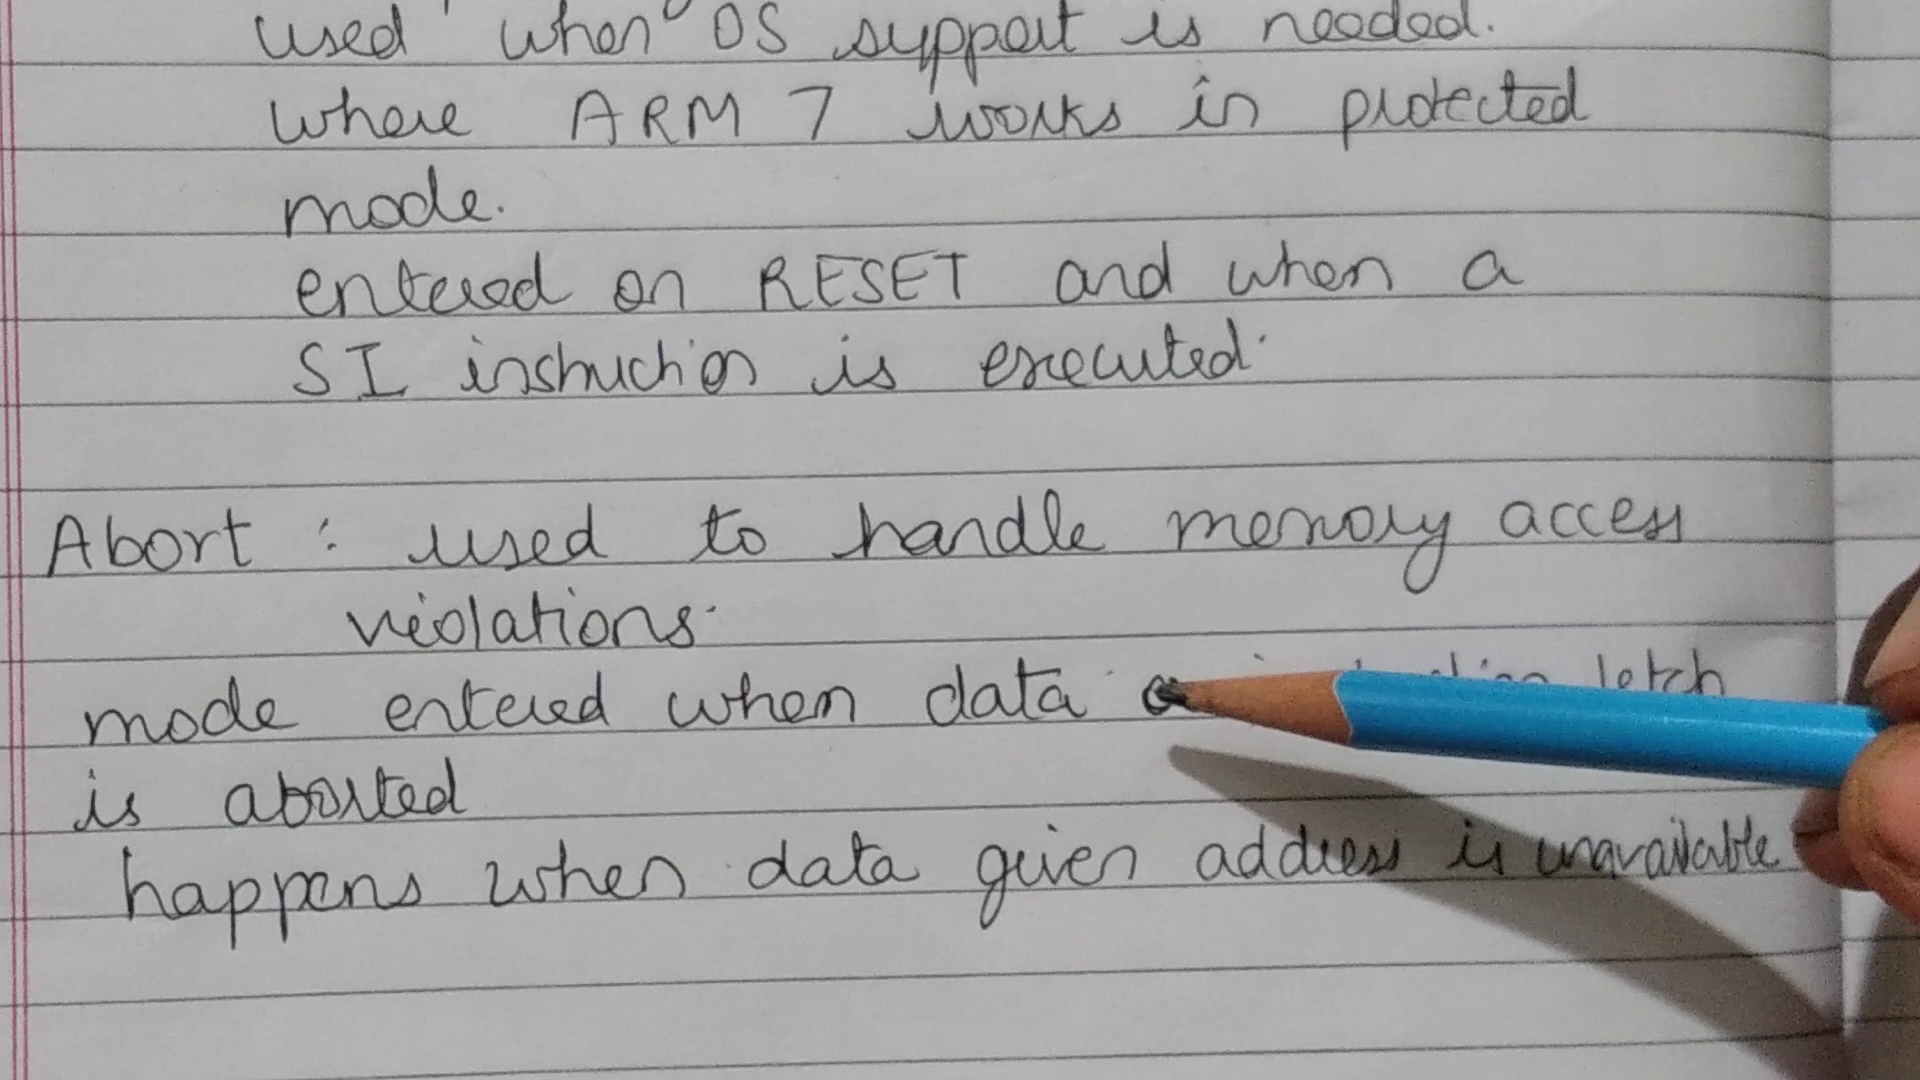 used when OS support is needed.
where ARM 7 works in protected
mode.
entered on RESET and when a
SI instruction is executed.
Abort : used to handle memory access
violations.
mode entered when data fetch
is aborted
happens when data given address is unavailable